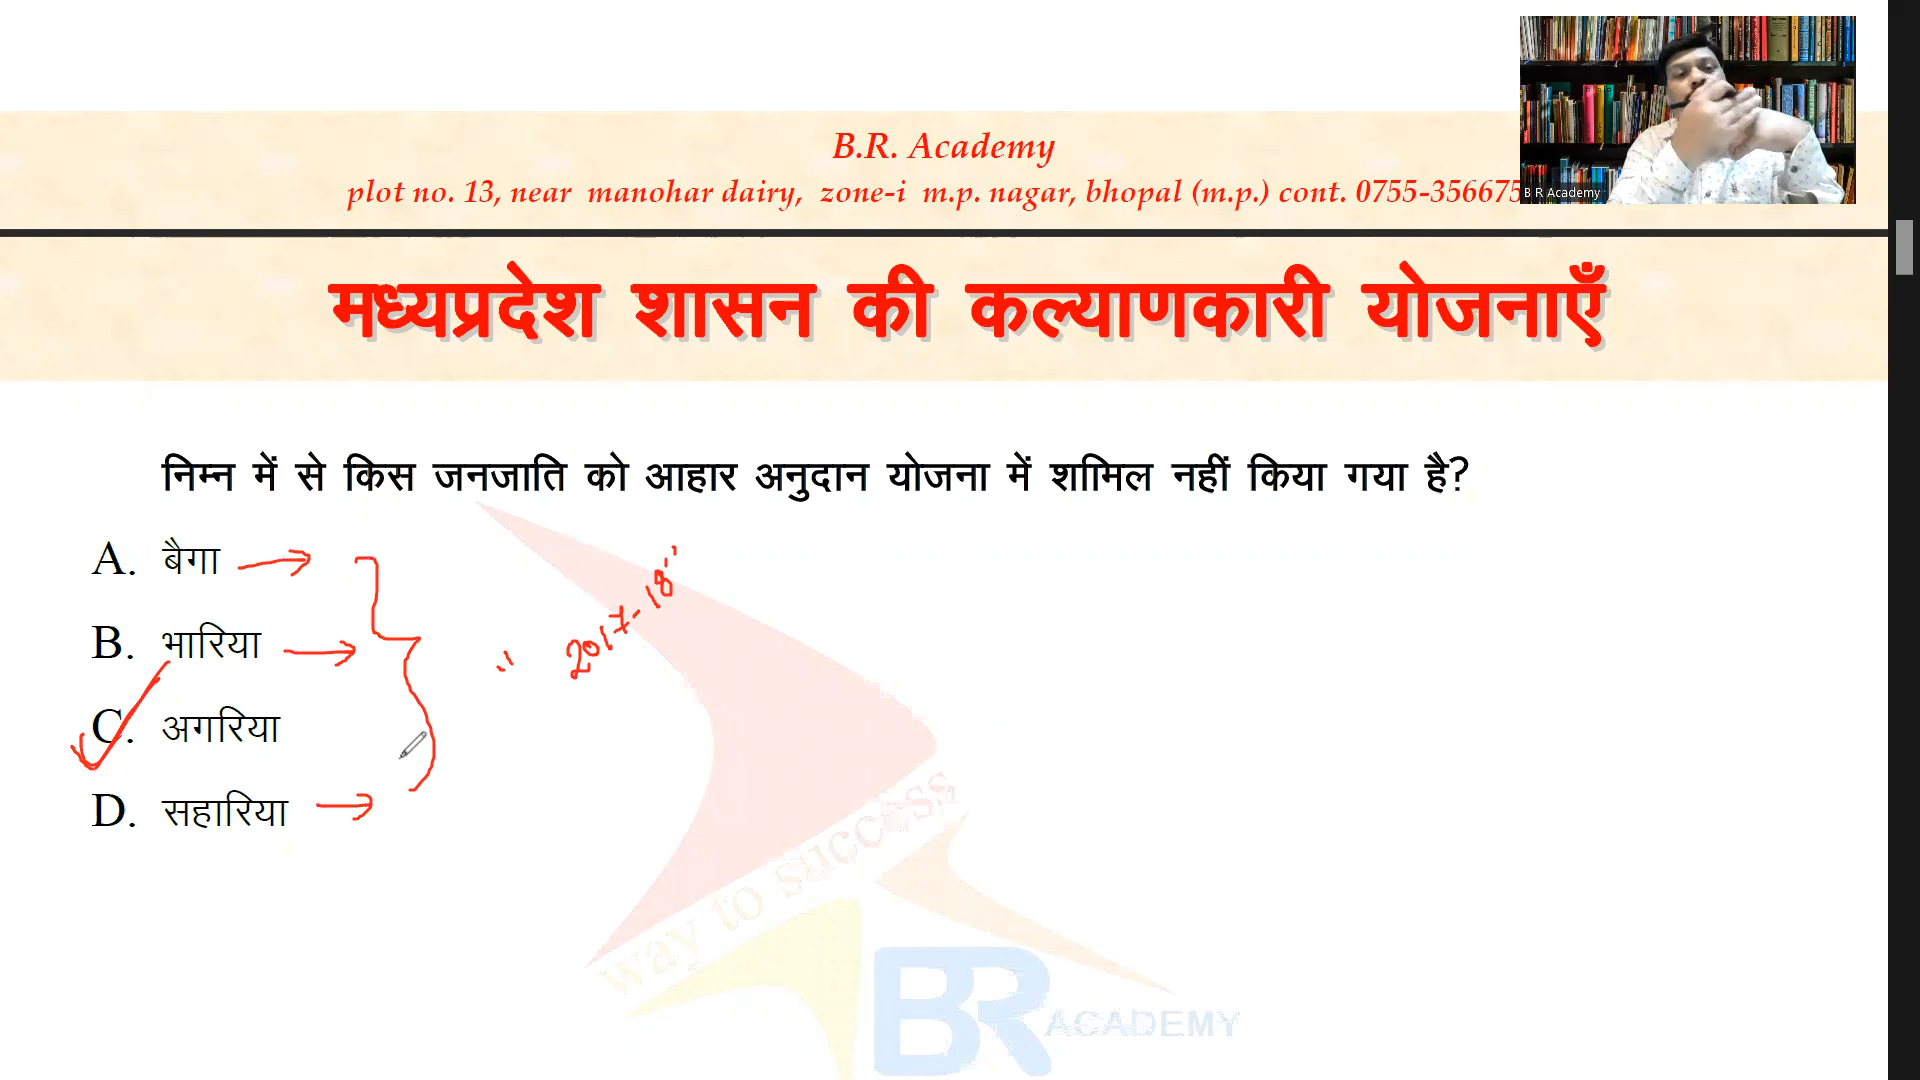 B.R. Academy
plot no. 13, near manohar dairy, zone-i m.p. nagar, bhopal (m.p.) cont. 0755-356675
B R Academy
मध्यप्रदेश शासन की कल्याणकारी योजनाएँ
निम्न में से किस जनजाति को आहार अनुदान योजना में शामिल नहीं किया गया है?
A. बैगा
B. भारिया
C. अगरिया
D. सहारिया
" 2017-18"
way to success
BR ACADEMY